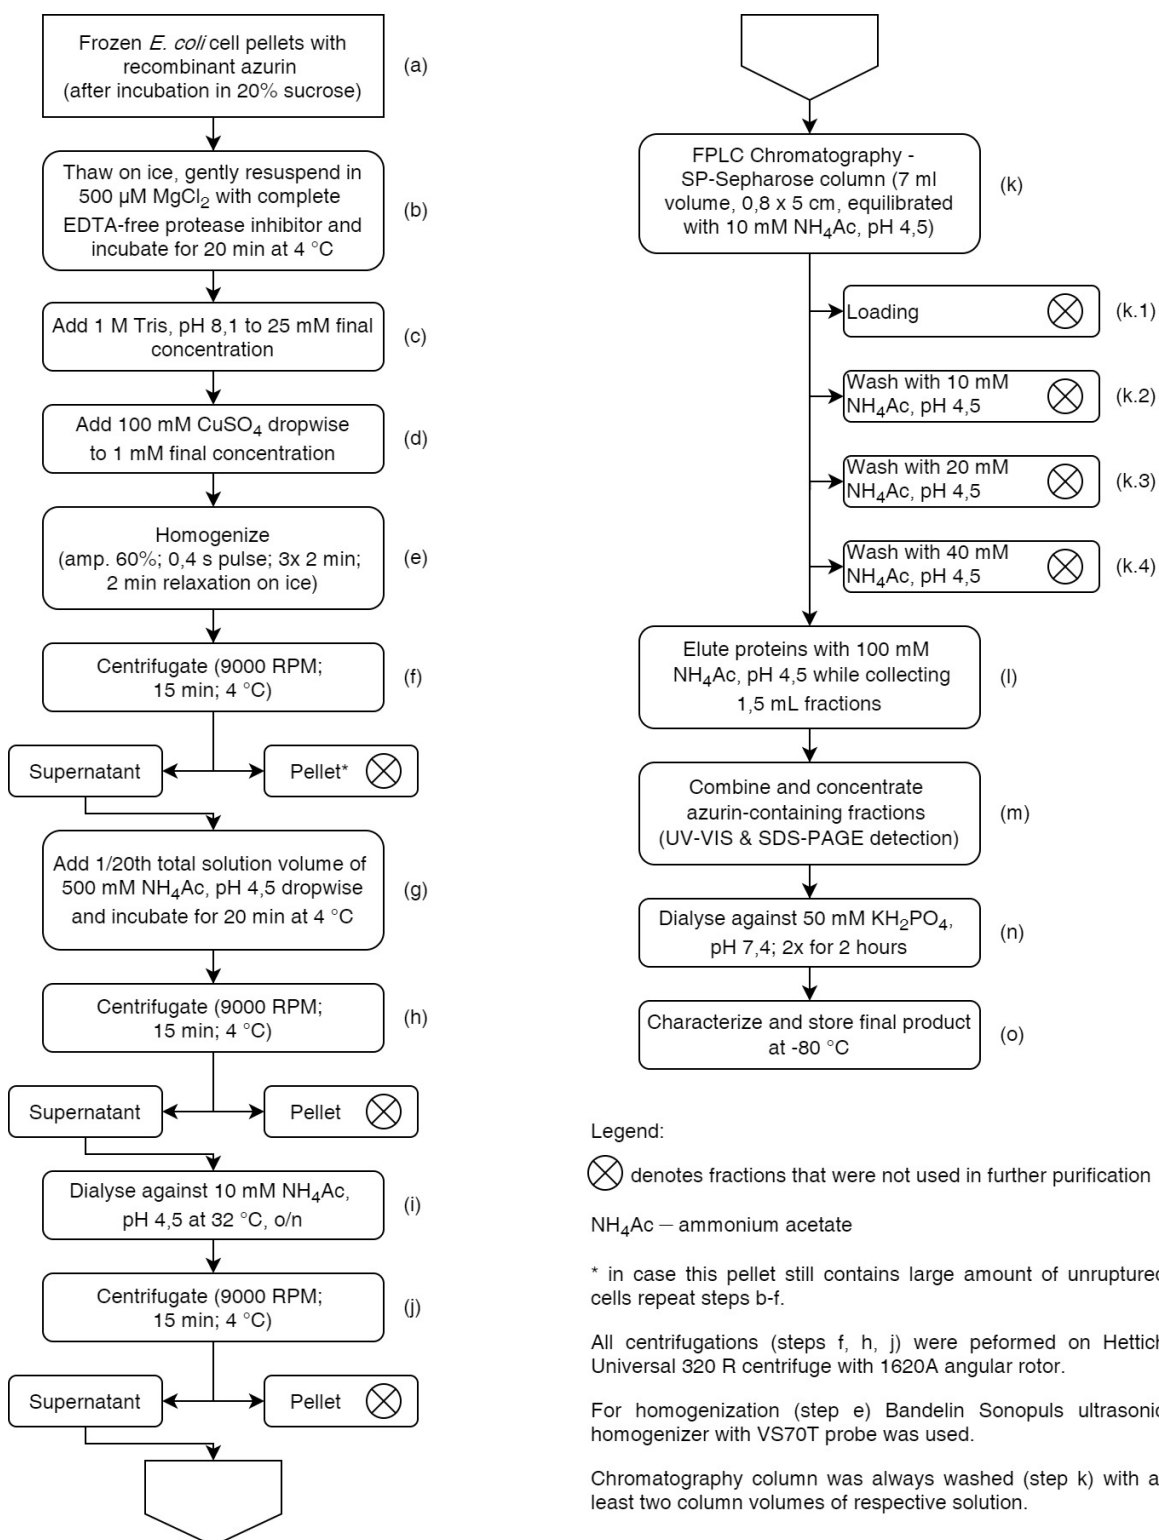 Frozen E. coli cell pellets with
recombinant azurin
(after incubation in 20% sucrose)
(a)
Thaw on ice, gently resuspend in
500 µM MgCl₂ with complete
EDTA-free protease inhibitor and
incubate for 20 min at 4 °C
(b)
Add 1 M Tris, pH 8,1 to 25 mM final
concentration
(c)
Add 100 mM CuSO₄ dropwise
to 1 mM final concentration
(d)
Homogenize
(amp. 60%; 0,4 s pulse; 3x 2 min;
2 min relaxation on ice)
(e)
Centrifugate (9000 RPM;
15 min; 4 °C)
(f)
Supernatant
Pellet*
Add 1/20th total solution volume of
500 mM NH₄Ac, pH 4,5 dropwise
and incubate for 20 min at 4 °C
(g)
Centrifugate (9000 RPM;
15 min; 4 °C)
(h)
Supernatant
Pellet
Dialyse against 10 mM NH₄Ac,
pH 4,5 at 32 °C, o/n
(i)
Centrifugate (9000 RPM;
15 min; 4 °C)
(j)
Supernatant
Pellet
FPLC Chromatography -
SP-Sepharose column (7 ml
volume, 0,8 x 5 cm, equilibrated
with 10 mM NH₄Ac, pH 4,5)
(k)
Loading
(k.1)
Wash with 10 mM
NH₄Ac, pH 4,5
(k.2)
Wash with 20 mM
NH₄Ac, pH 4,5
(k.3)
Wash with 40 mM
NH₄Ac, pH 4,5
(k.4)
Elute proteins with 100 mM
NH₄Ac, pH 4,5 while collecting
1,5 mL fractions
(l)
Combine and concentrate
azurin-containing fractions
(UV-VIS & SDS-PAGE detection)
(m)
Dialyse against 50 mM KH₂PO₄,
pH 7,4; 2x for 2 hours
(n)
Characterize and store final product
at -80 °C
(o)
Legend:
denotes fractions that were not used in further purification
NH₄Ac – ammonium acetate
* in case this pellet still contains large amount of unruptured
cells repeat steps b-f.
All centrifugations (steps f, h, j) were peformed on Hettich
Universal 320 R centrifuge with 1620A angular rotor.
For homogenization (step e) Bandelin Sonopuls ultrasonic
homogenizer with VS70T probe was used.
Chromatography column was always washed (step k) with a
least two column volumes of respective solution.